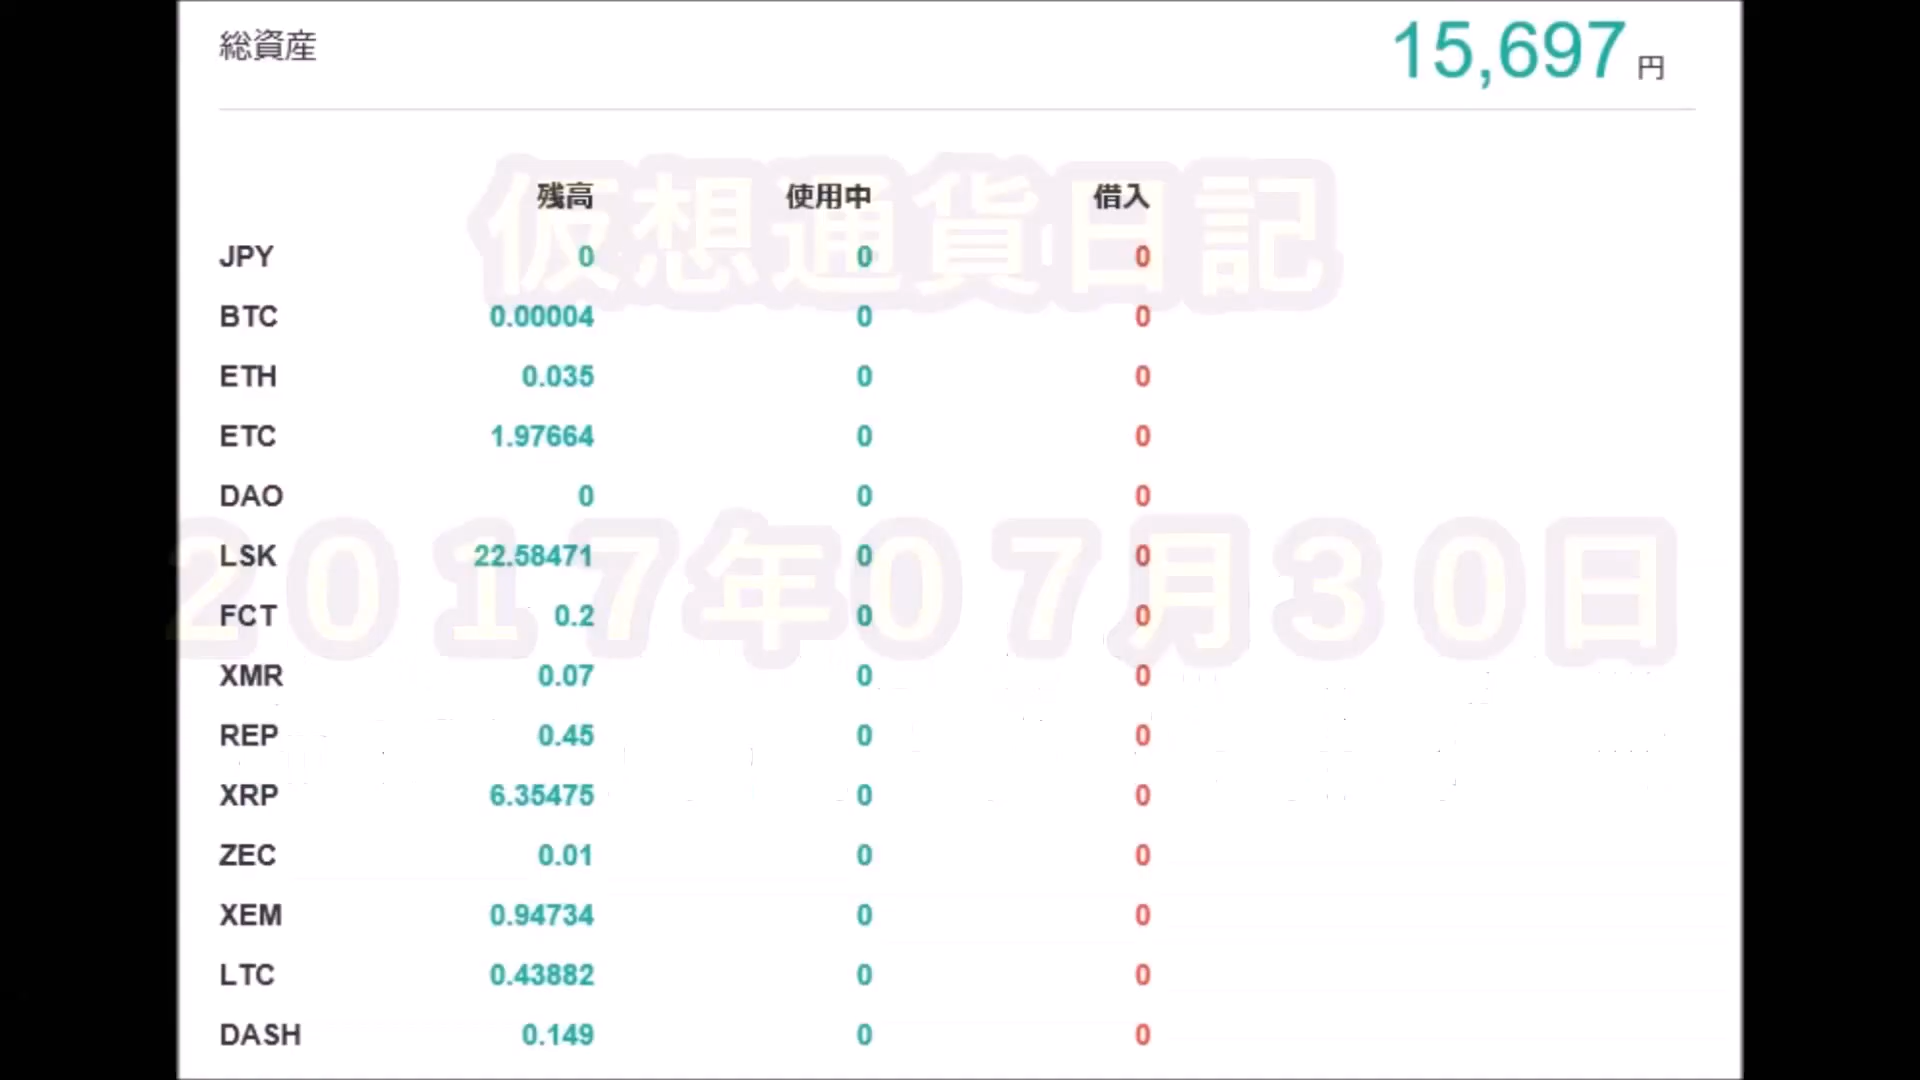 総資産 15,697 円
仮想通貨日記
残高 使用中 借入
JPY 0 0 0
BTC 0.00004 0 0
ETH 0.035 0 0
ETC 1.97664 0 0
DAO 0 0 0
2017年07月30日
LSK 22.58471 0 0
FCT 0.2 0 0
XMR 0.07 0 0
REP 0.45 0 0
XRP 6.35475 0 0
ZEC 0.01 0 0
XEM 0.94734 0 0
LTC 0.43882 0 0
DASH 0.149 0 0